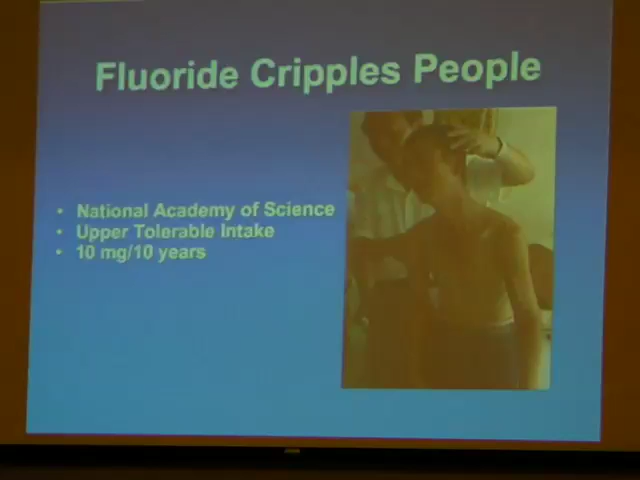 Fluoride Cripples People
• National Academy of Science
• Upper Tolerable Intake
• 10 mg/10 years